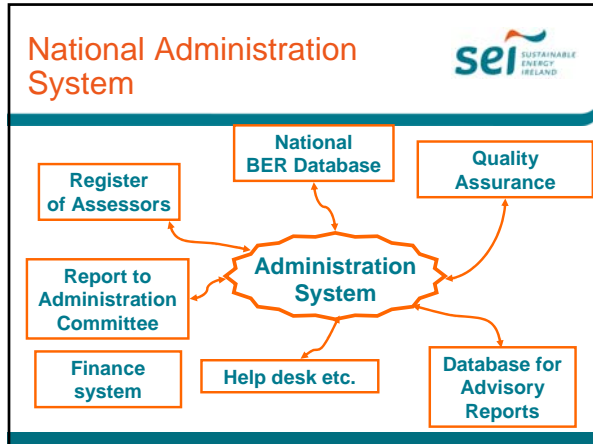 National Administration
System
sei
SUSTAINABLE
ENERGY
IRELAND
National
BER Database
Quality
Assurance
Register
of Assessors
Administration
System
Report to
Administration
Committee
Finance
system
Help desk etc.
Database for
Advisory
Reports